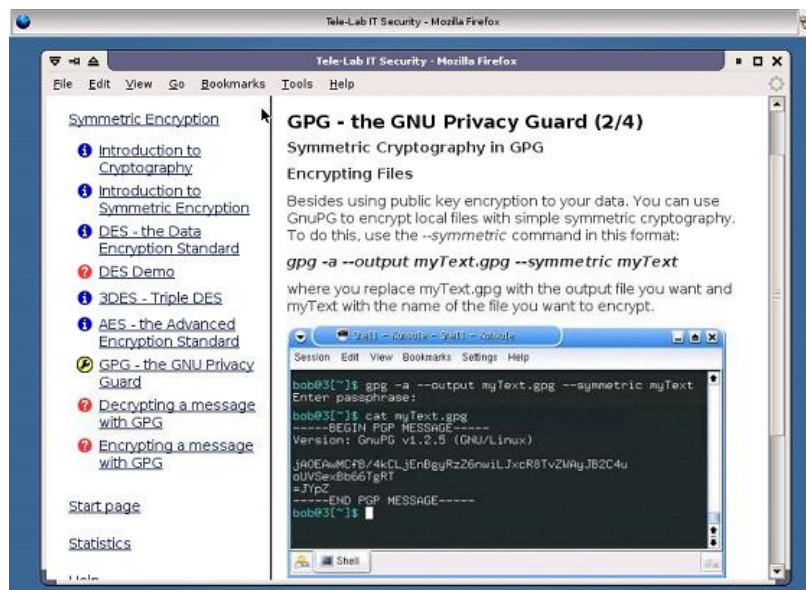 Tele-Lab IT Security - Mozilla Firefox
Tele-Lab IT Security - Mozilla Firefox
File Edit View Go Bookmarks Tools Help
Symmetric Encryption
Introduction to
Cryptography
Introduction to
Symmetric Encryption
DES - the Data
Encryption Standard
DES Demo
3DES - Triple DES
AES - the Advanced
Encryption Standard
GPG - the GNU Privacy
Guard
Decrypting a message
with GPG
Encrypting a message
with GPG
Start page
Statistics
Help
GPG - the GNU Privacy Guard (2/4)
Symmetric Cryptography in GPG
Encrypting Files
Besides using public key encryption to your data. You can use
GnuPG to encrypt local files with simple symmetric cryptography.
To do this, use the --symmetric command in this format:
gpg -a --output myText.gpg --symmetric myText
where you replace myText.gpg with the output file you want and
myText with the name of the file you want to encrypt.
Shell - Konsole - Shell - Konsole
Session Edit View Bookmarks Settings Help
bob03[~]$ gpg -a --output myText.gpg --symmetric myText
Enter passphrase:
bob03[~]$ cat myText.gpg
-----BEGIN PGP MESSAGE-----
Version: GnuPG v1.2.5 (GNU/Linux)
=JYpZ
-----END PGP MESSAGE-----
bob03[~]$
Shell